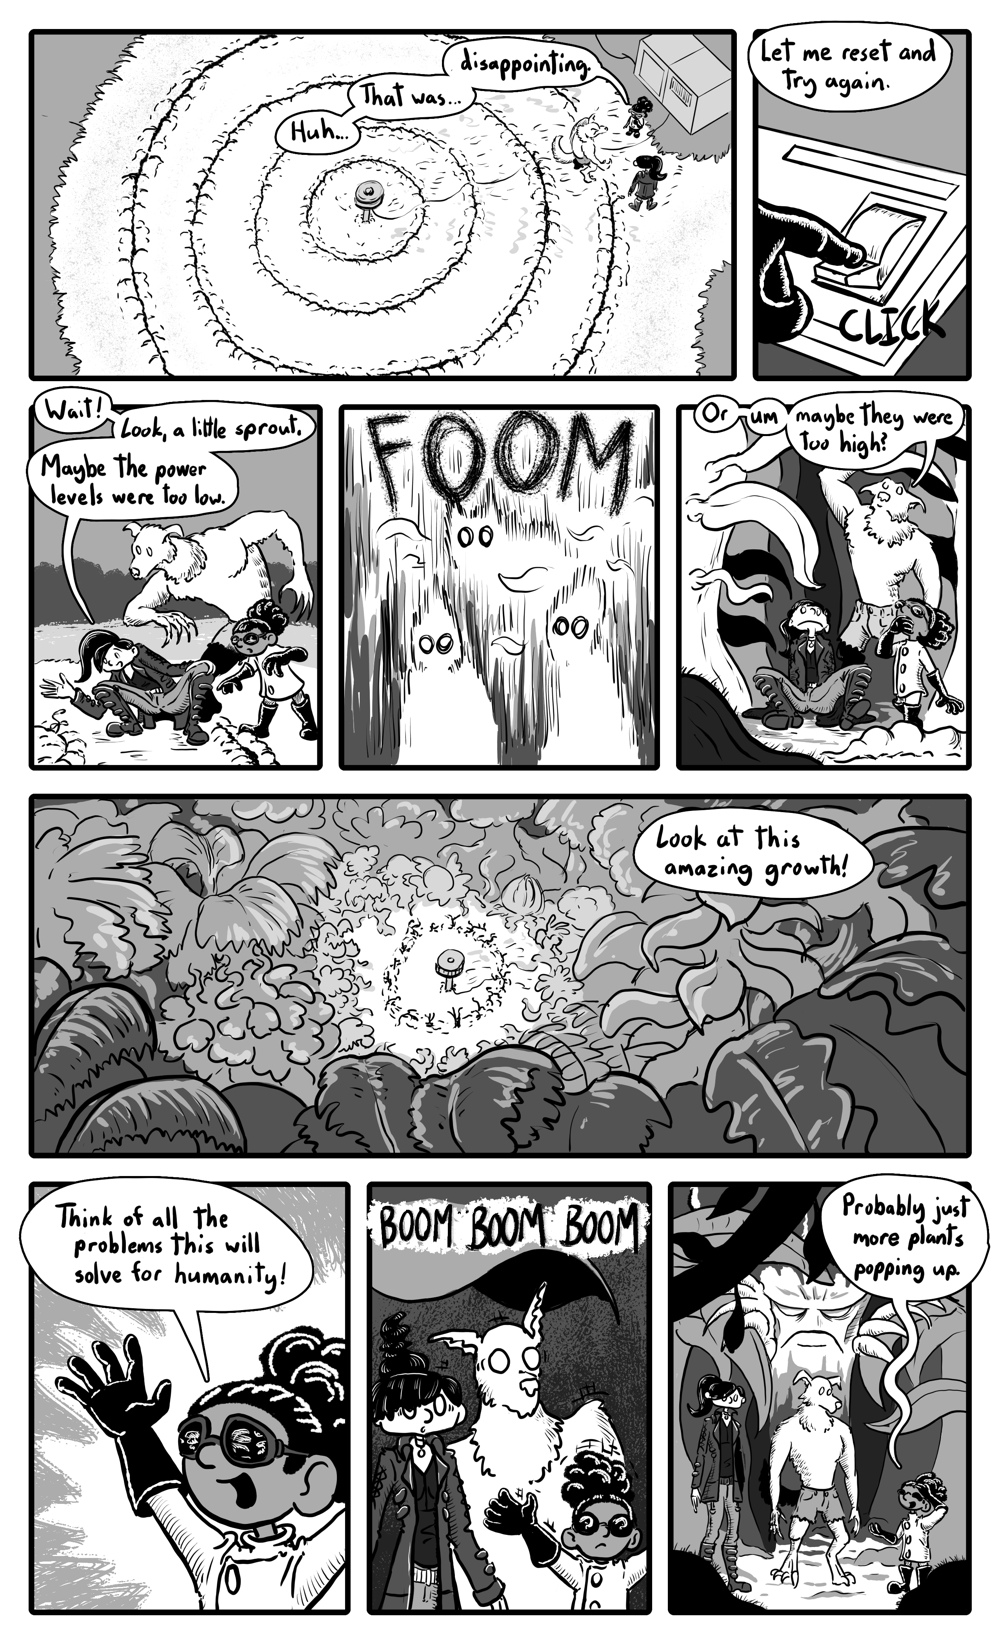 Huh...
That was...
disappointing.
Let me reset and
try again.
CLICK
Wait!
Look, a little sprout.
Maybe the power
levels were too low.
FOOM
Or um maybe they were
too high?
Look at this
amazing growth!
Think of all the
problems this will
solve for humanity!
BOOM BOOM BOOM
Probably just
more plants
popping up.